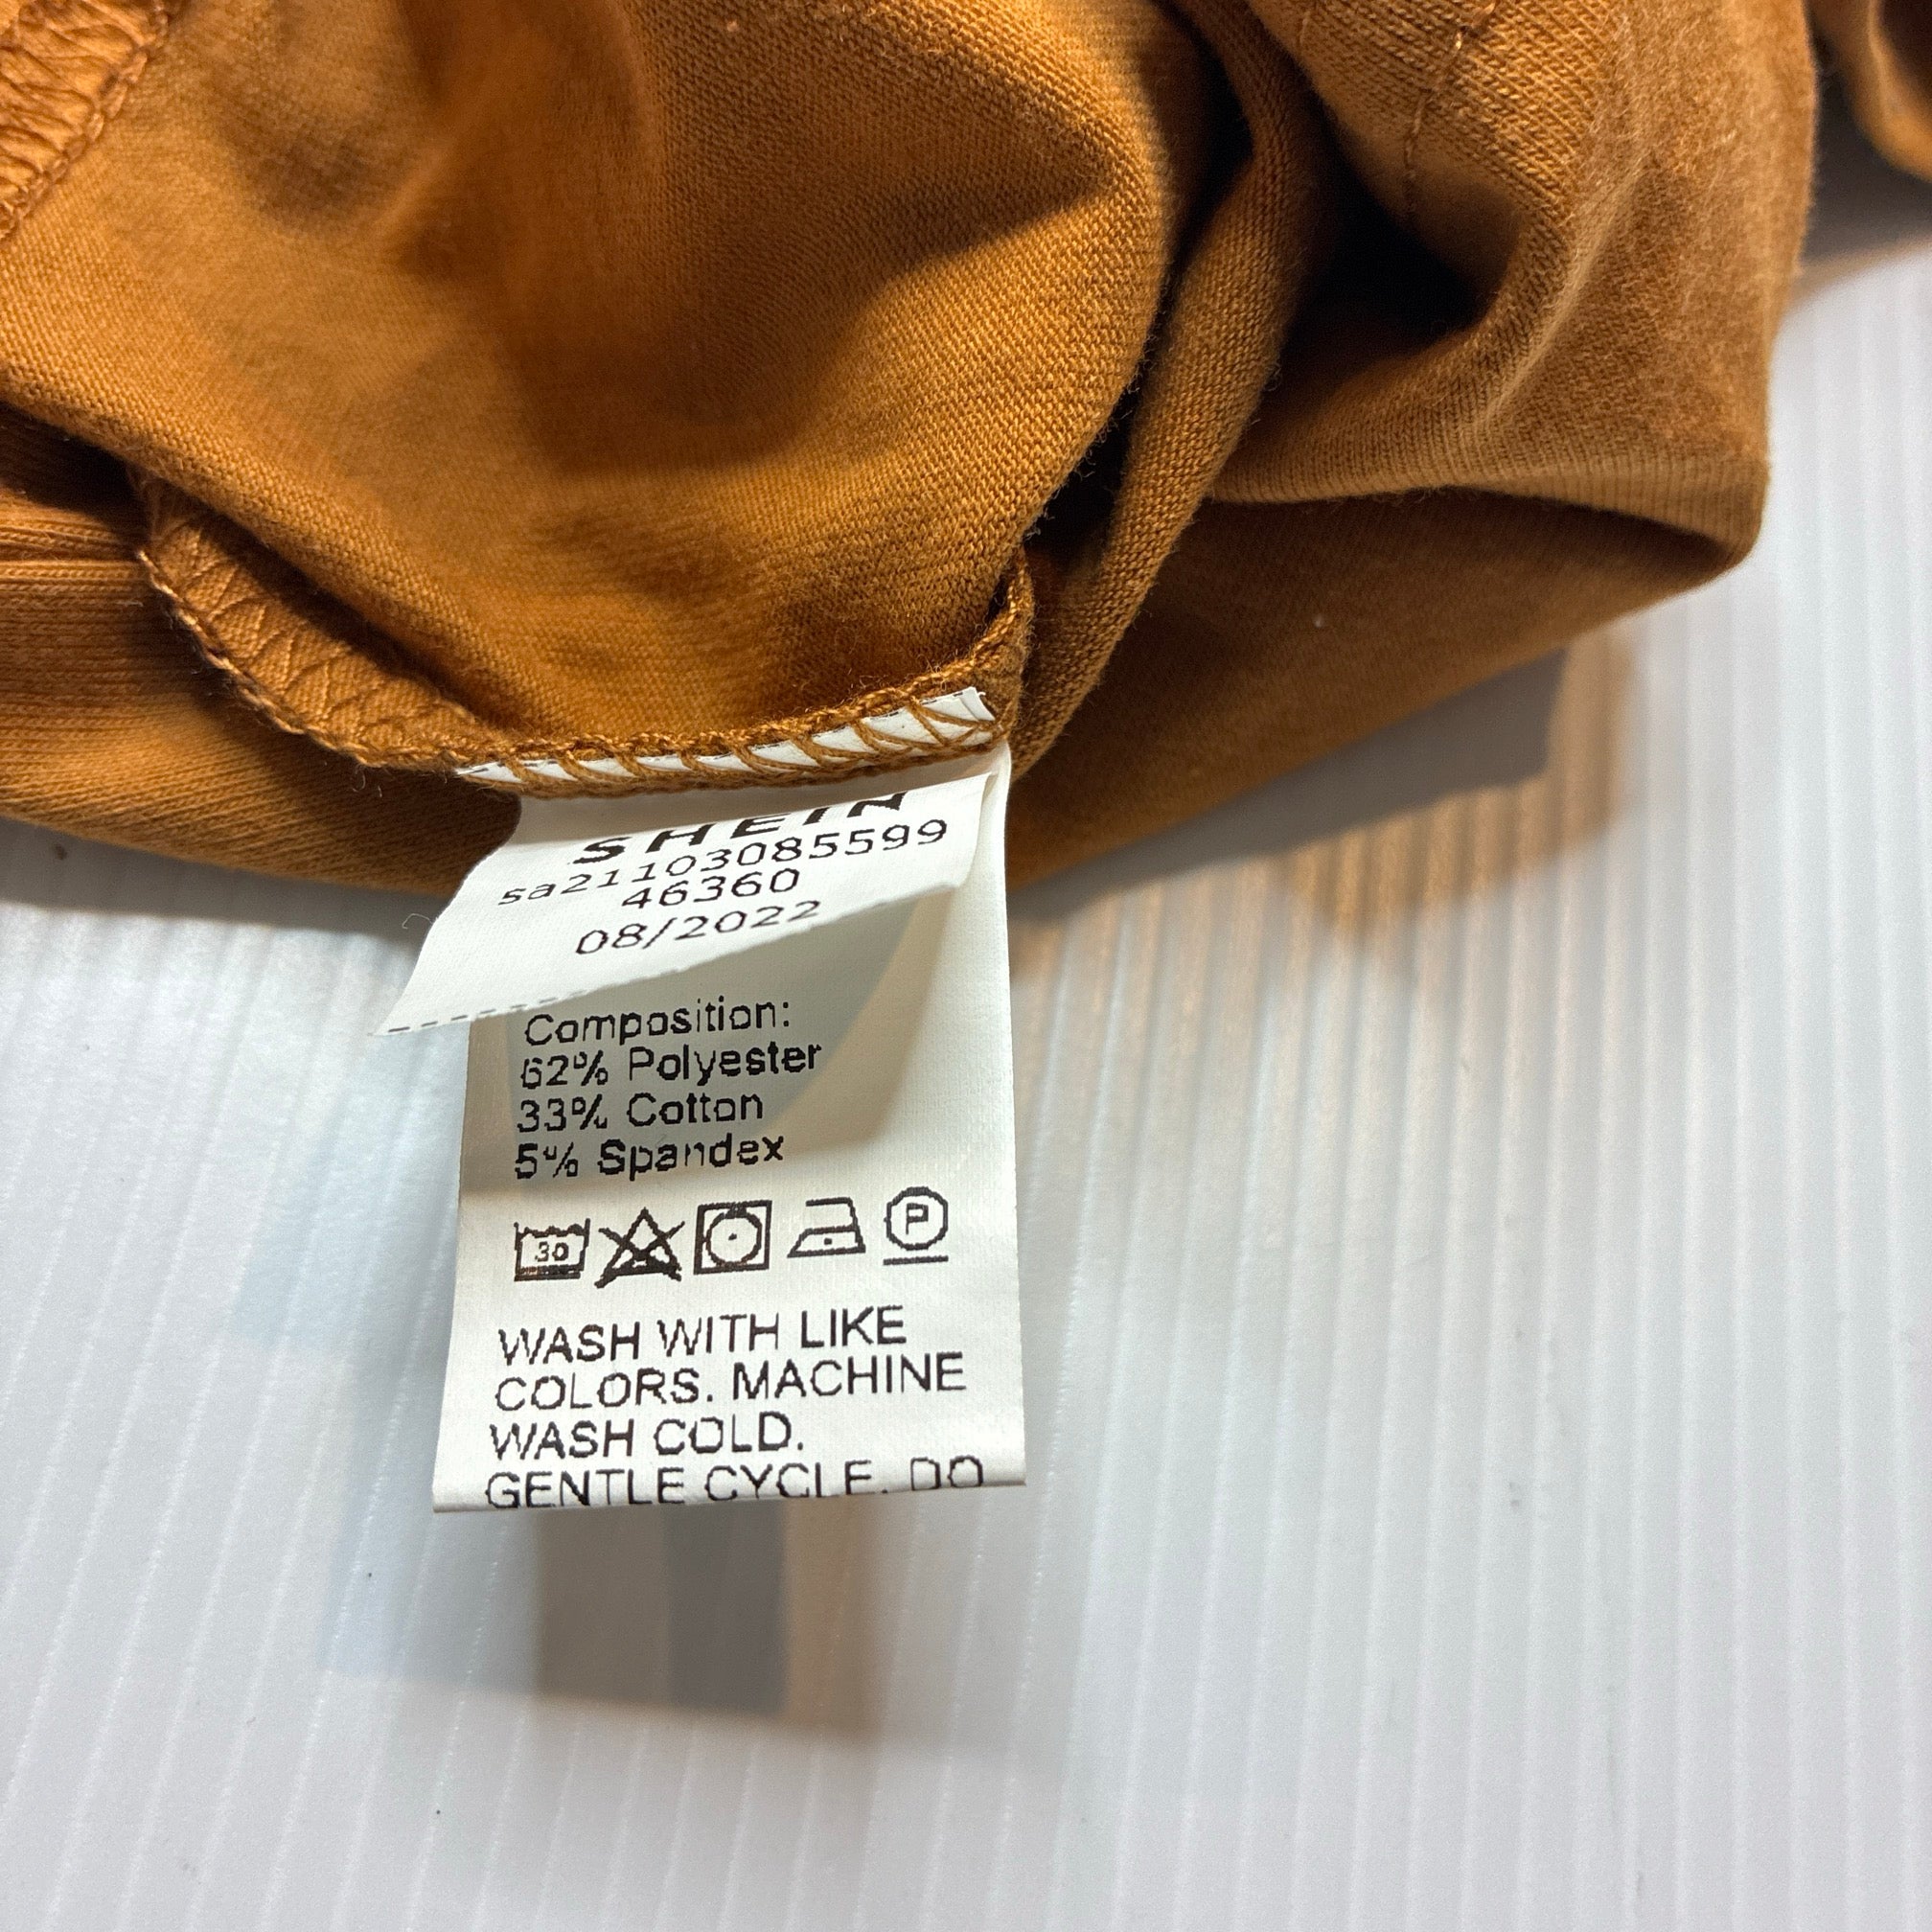 SHEIN
sa21103085599
46360
08/2022
Composition:
62% Polyester
33% Cotton
5% Spandex
30
P
WASH WITH LIKE
COLORS. MACHINE
WASH COLD.
GENTLE CYCLE. DO